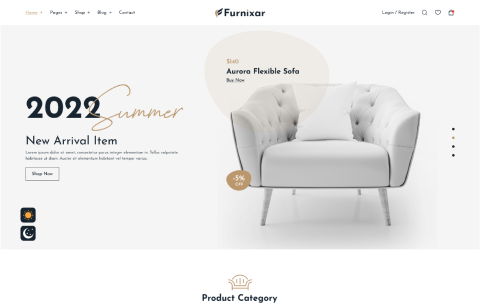 Home + Pages + Shop + Blog + Contact
Furnixar
Login / Register
$140
Aurora Flexible Sofa
Buy Now
2022 Summer
New Arrival Item
Lorem ipsum dolor sit amet, consectetur purus integer elementum in. Tellus vulputate
habitasse ut diam. Auctor at elementum habitant vel tempor varius.
Shop Now
-5%
OFF
Product Category